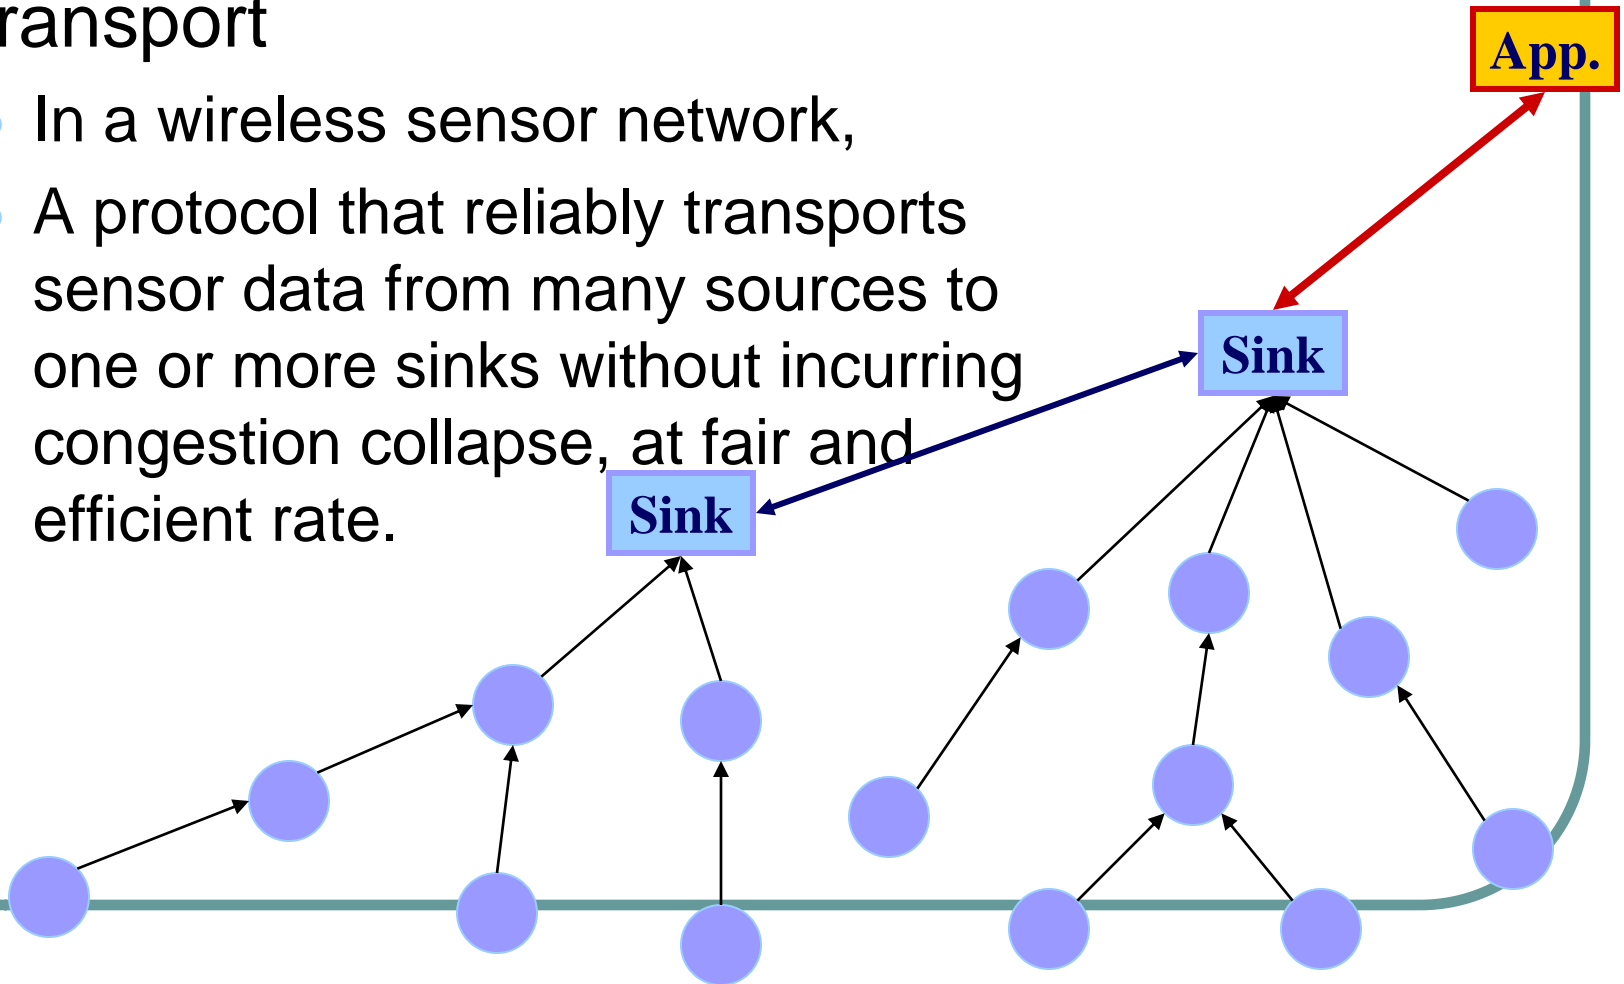 ransport
In a wireless sensor network,
A protocol that reliably transports
sensor data from many sources to
one or more sinks without incurring
congestion collapse, at fair and
efficient rate.
App.
Sink
Sink